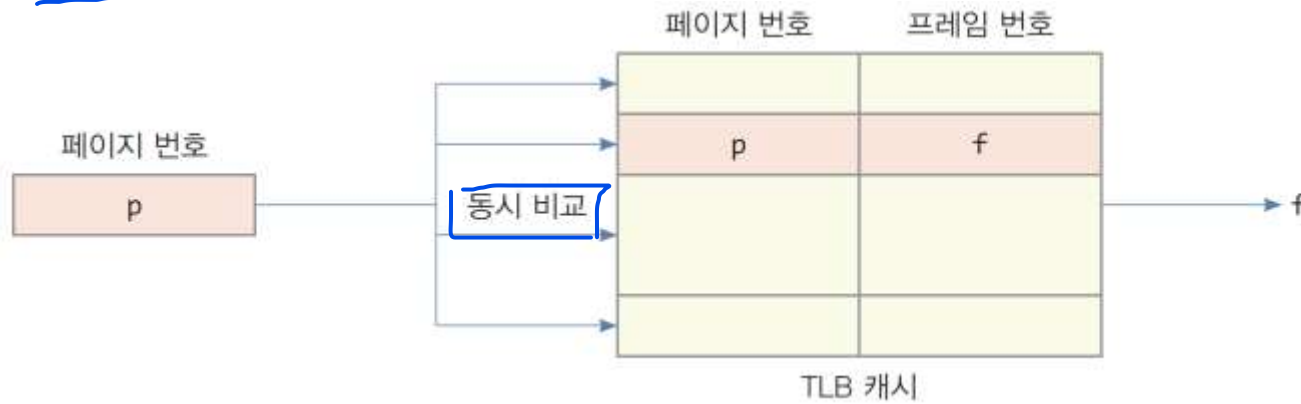 페이지 번호 프레임 번호
페이지 번호
p f
p
동시 비교
f
TLB 캐시